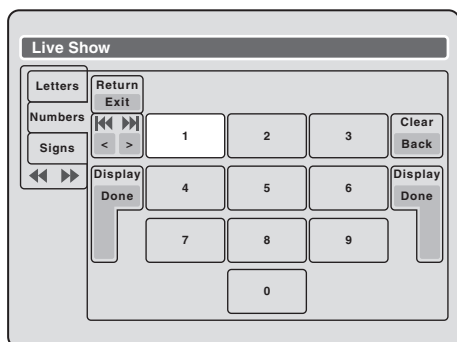 Live Show
Letters
Numbers
Signs
Return
Exit
< >
Display
Done
1 2 3
4 5 6
7 8 9
0
Clear
Back
Display
Done